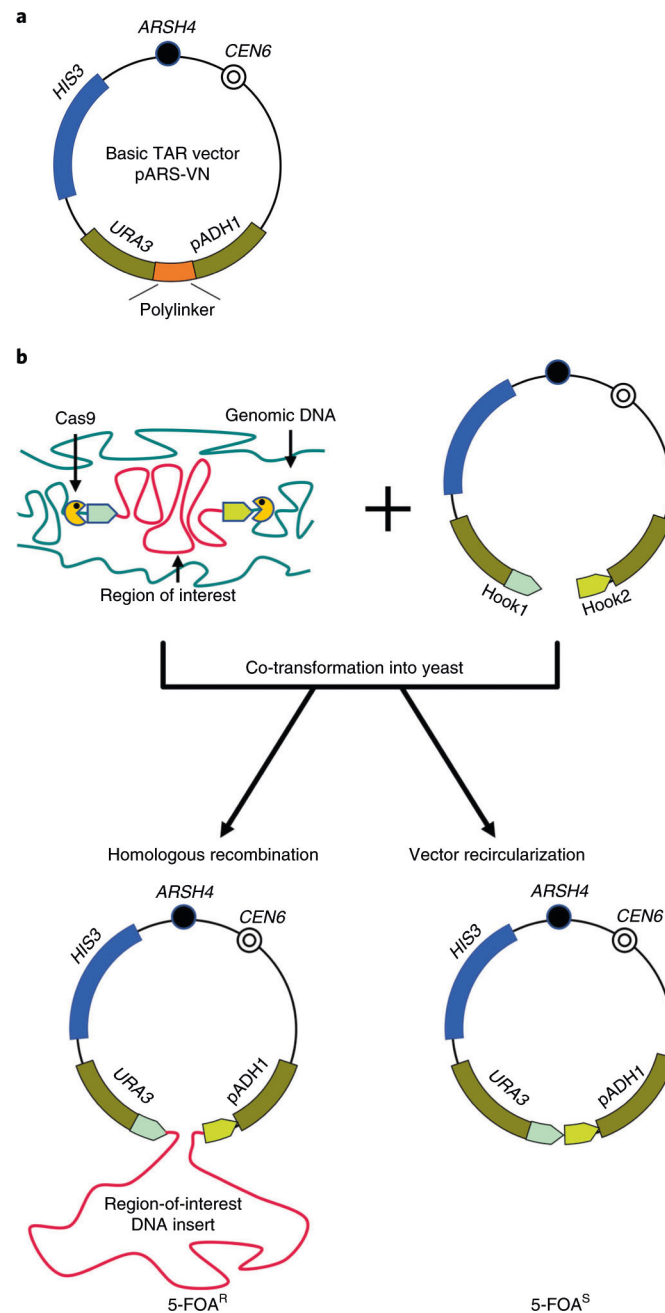 a
ARSH4
CEN6
HIS3
Basic TAR vector
pARS-VN
URA3
pADH1
Polylinker
b
Cas9
Genomic DNA
Region of interest
Hook1
Hook2
Co-transformation into yeast
Homologous recombination
Vector recircularization
ARSH4
CEN6
HIS3
URA3
pADH1
Region-of-interest
DNA insert
5-FOAᴿ
ARSH4
CEN6
HIS3
URA3
pADH1
5-FOAˢ